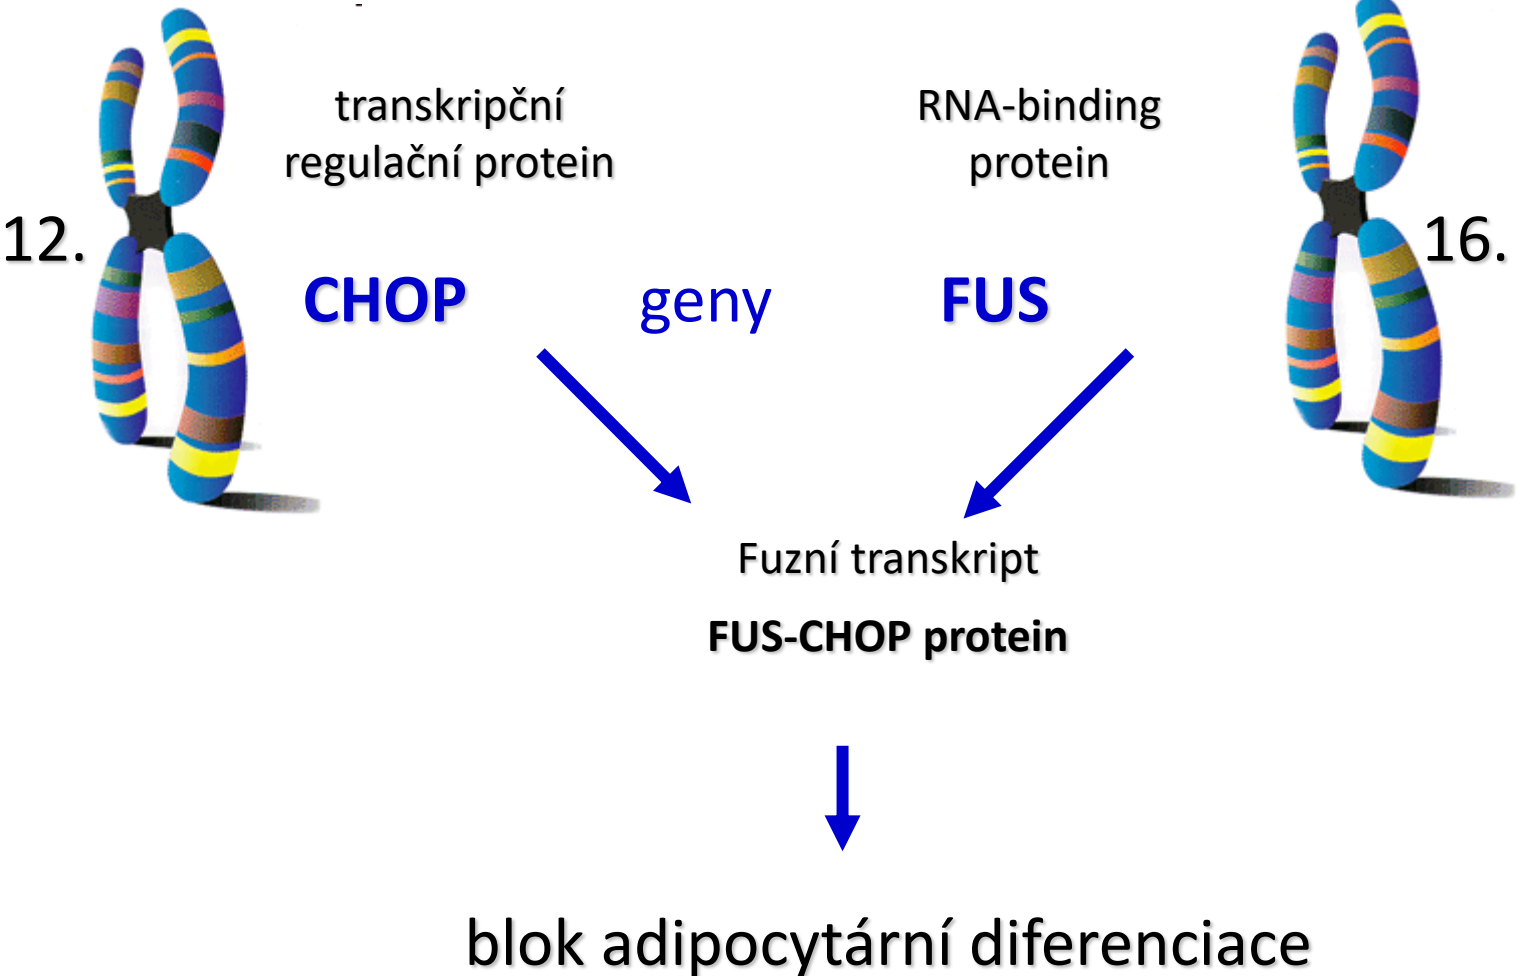 transkripční
regulační protein
RNA-binding
protein
12.
16.
CHOP
geny
FUS
Fuzní transkript
FUS-CHOP protein
blok adipocytární diferenciace